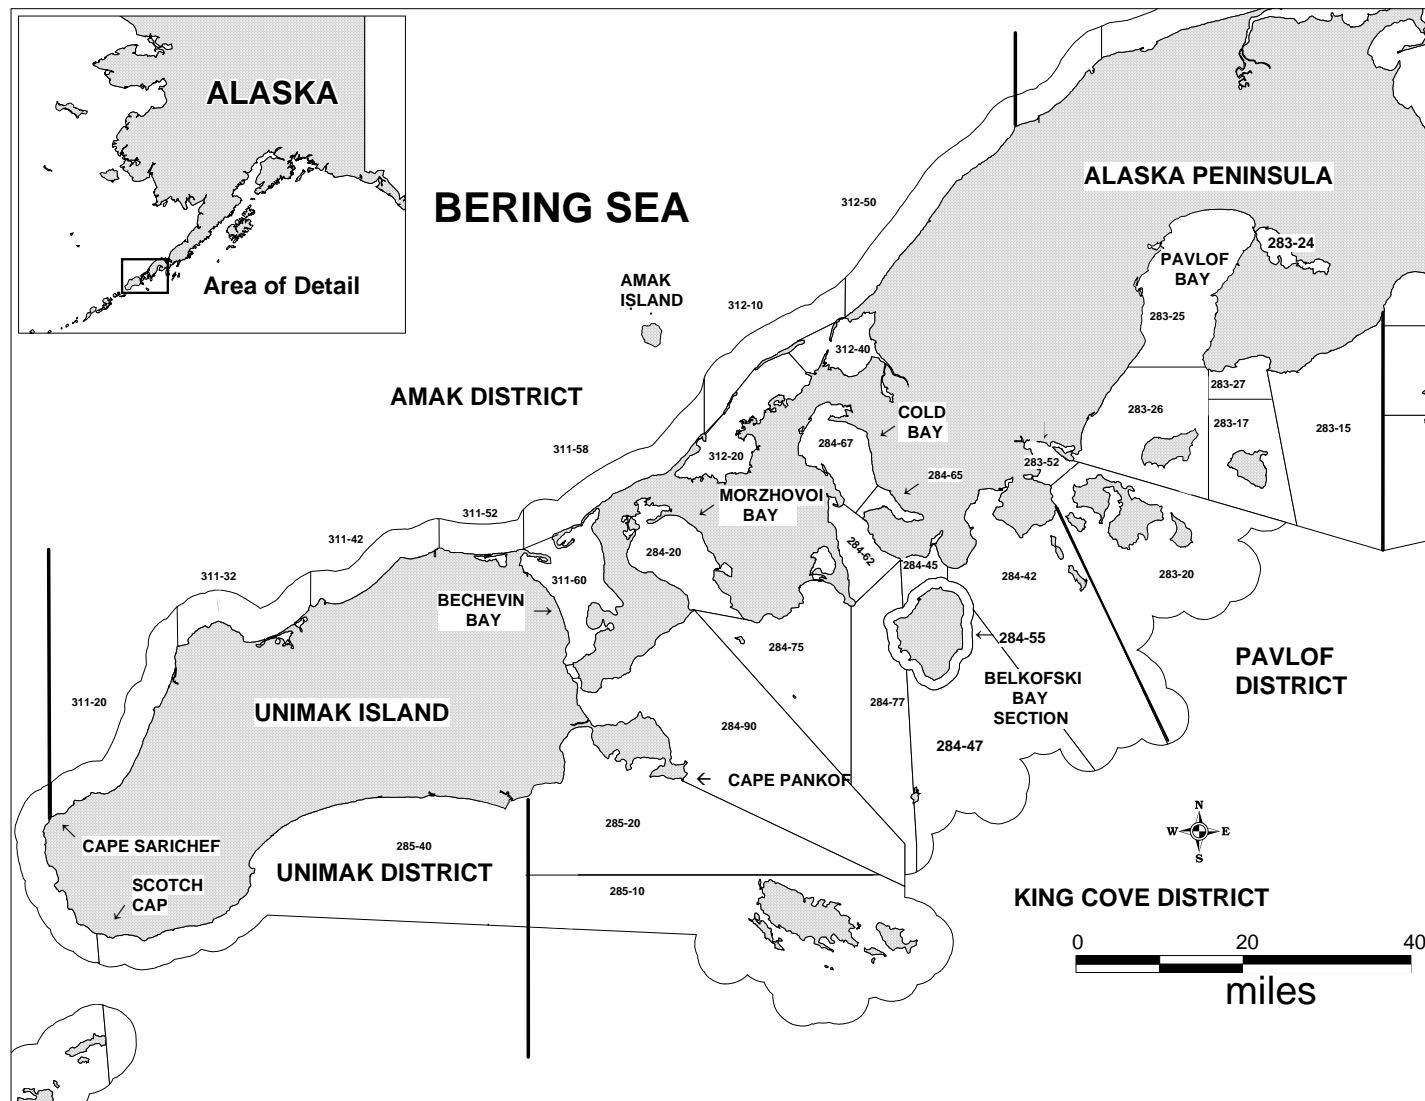 ALASKA
Area of Detail
BERING SEA
312-50
ALASKA PENINSULA
283-24
PAVLOF
BAY
AMAK
ISLAND
312-10
283-25
312-40
283-27
AMAK DISTRICT
COLD
BAY
283-26
283-17
283-15
311-58
312-20
284-67
283-52
284-65
MORZHOVOI
BAY
311-52
311-42
284-20
284-62
284-45
284-42
283-20
311-32
311-60
BECHEVIN
BAY
284-55
284-75
PAVLOF
DISTRICT
BELKOFSKI
BAY
SECTION
311-20
UNIMAK ISLAND
284-77
284-90
284-47
CAPE PANKOF
N
W
E
S
285-20
CAPE SARICHEF
285-40
UNIMAK DISTRICT
SCOTCH
CAP
285-10
KING COVE DISTRICT
0
20
40
miles